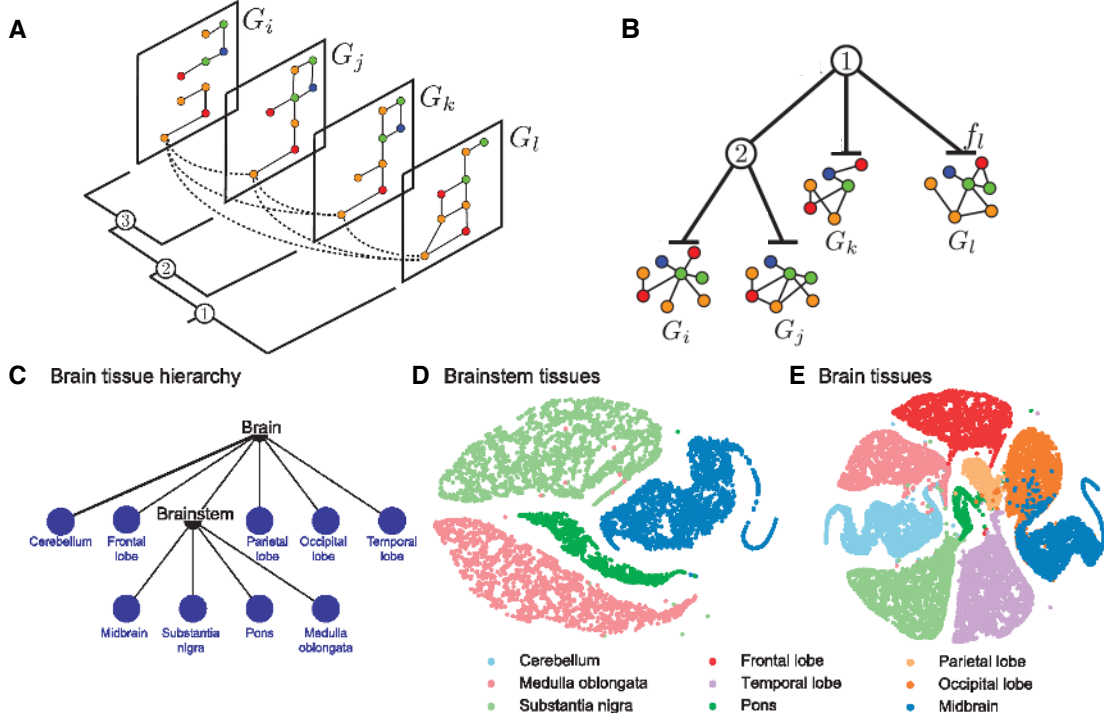 A
G_i
G_j
G_k
G_l
3
2
1
B
1
2
f_l
G_k
G_l
G_i
G_j
C Brain tissue hierarchy
Brain
Brainstem
Cerebellum
Frontal
lobe
Parietal
lobe
Occipital
lobe
Temporal
lobe
Midbrain
Substantia
nigra
Pons
Medulla
oblongata
D Brainstem tissues
E Brain tissues
Cerebellum
Medulla oblongata
Substantia nigra
Frontal lobe
Temporal lobe
Pons
Parietal lobe
Occipital lobe
Midbrain